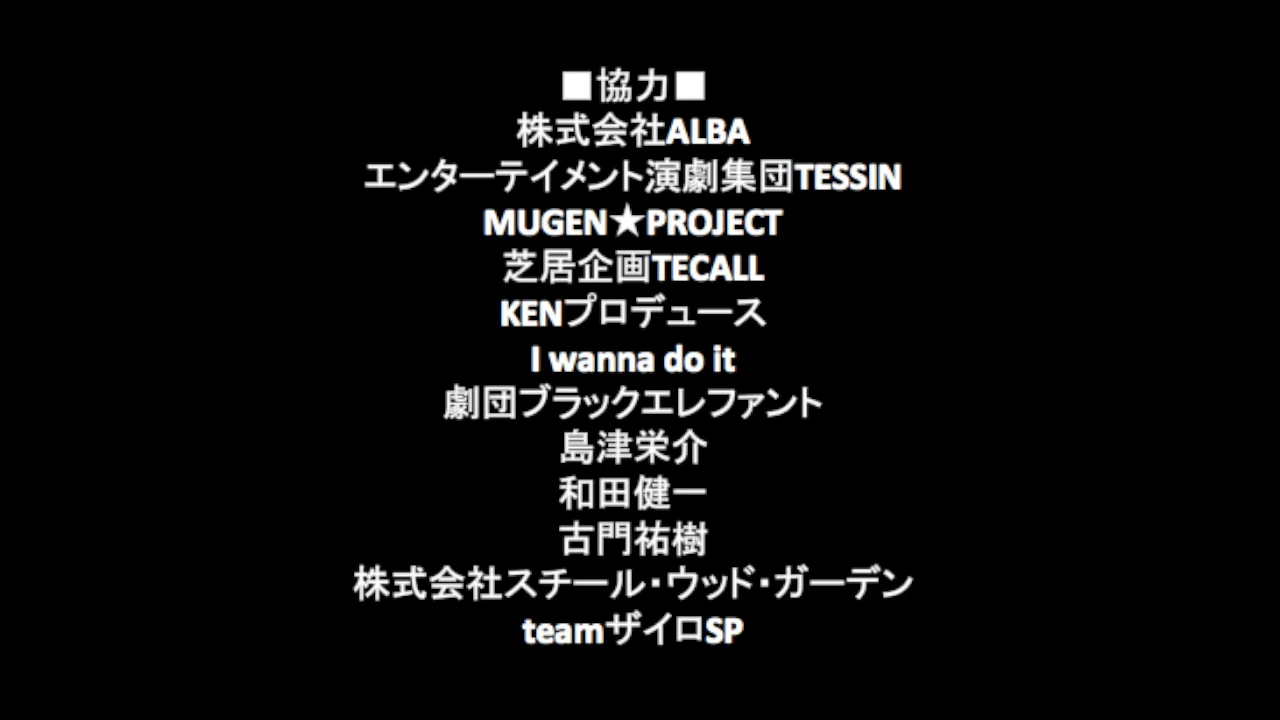 ■協力■
株式会社ALBA
エンターテイメント演劇集団TESSIN
MUGEN★PROJECT
芝居企画TECALL
KENプロデュース
I wanna do it
劇団ブラックエレファント
島津栄介
和田健一
古門祐樹
株式会社スチール・ウッド・ガーデン
teamザイロSP